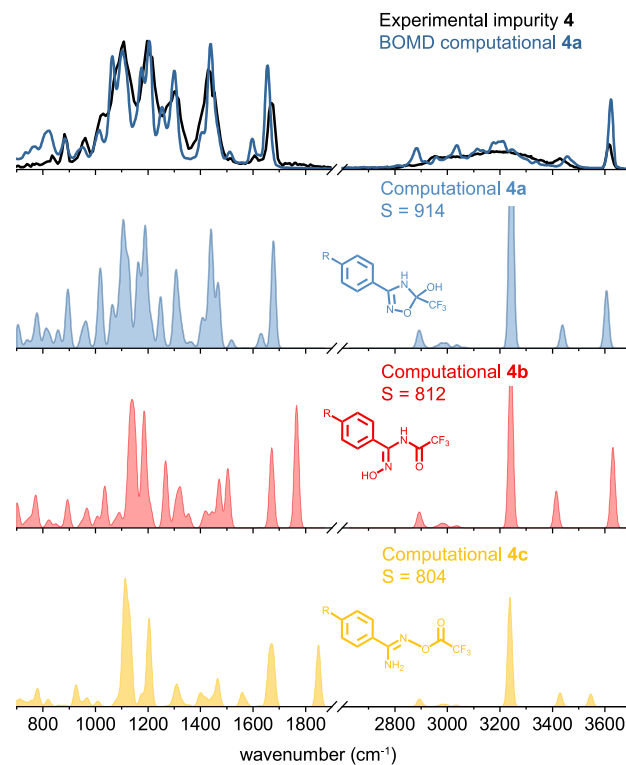 Experimental impurity 4
BOMD computational 4a
Computational 4a
S = 914
R
H
N
OH
N
O
CF3
Computational 4b
S = 812
R
H
N
CF3
N
HO
O
Computational 4c
S = 804
R
O
N
O
CF3
NH2
800 1000 1200 1400 1600 1800 2800 3000 3200 3400 3600
wavenumber (cm-1)